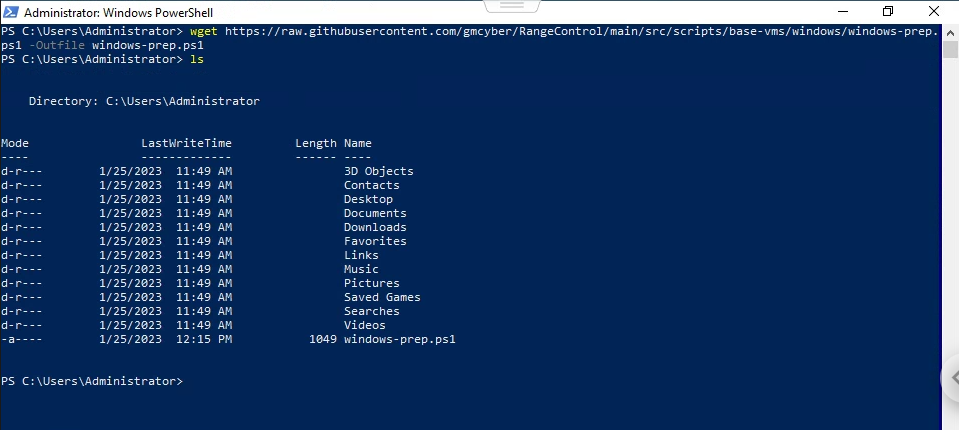 Administrator: Windows PowerShell
PS C:\Users\Administrator> wget https://raw.githubusercontent.com/gmcyber/RangeControl/main/src/scripts/base-vms/windows/windows-prep.
ps1 -Outfile windows-prep.ps1
PS C:\Users\Administrator> ls
Directory: C:\Users\Administrator
Mode LastWriteTime Length Name
---- ------------- ------ ----
d-r--- 1/25/2023 11:49 AM 3D Objects
d-r--- 1/25/2023 11:49 AM Contacts
d-r--- 1/25/2023 11:49 AM Desktop
d-r--- 1/25/2023 11:49 AM Documents
d-r--- 1/25/2023 11:49 AM Downloads
d-r--- 1/25/2023 11:49 AM Favorites
d-r--- 1/25/2023 11:49 AM Links
d-r--- 1/25/2023 11:49 AM Music
d-r--- 1/25/2023 11:49 AM Pictures
d-r--- 1/25/2023 11:49 AM Saved Games
d-r--- 1/25/2023 11:49 AM Searches
d-r--- 1/25/2023 11:49 AM Videos
-a---- 1/25/2023 12:15 PM 1049 windows-prep.ps1
PS C:\Users\Administrator>